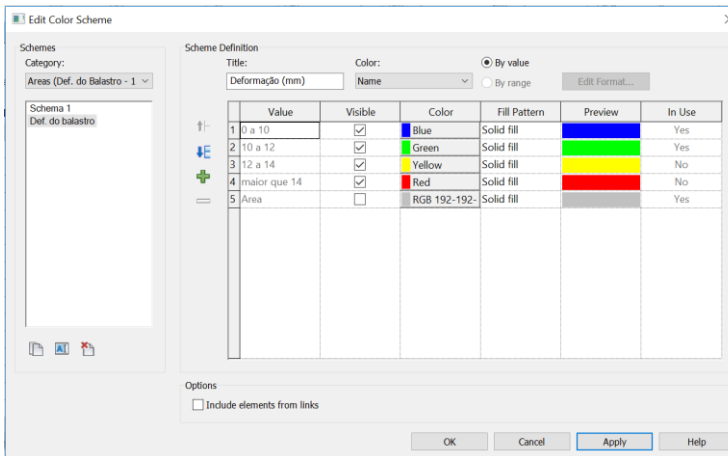 Edit Color Scheme
Schemes
Category:
Areas (Def. do Balastro - 1
Schema 1
Def. do balastro
Scheme Definition
Title: Color: By value
Deformação (mm) Name By range Edit Format...
Value Visible Color Fill Pattern Preview In Use
1 0 a 10 Blue Solid fill Yes
2 10 a 12 Green Solid fill Yes
3 12 a 14 Yellow Solid fill No
4 maior que 14 Red Solid fill No
5 Area RGB 192-192- Solid fill Yes
Options
Include elements from links
OK Cancel Apply Help